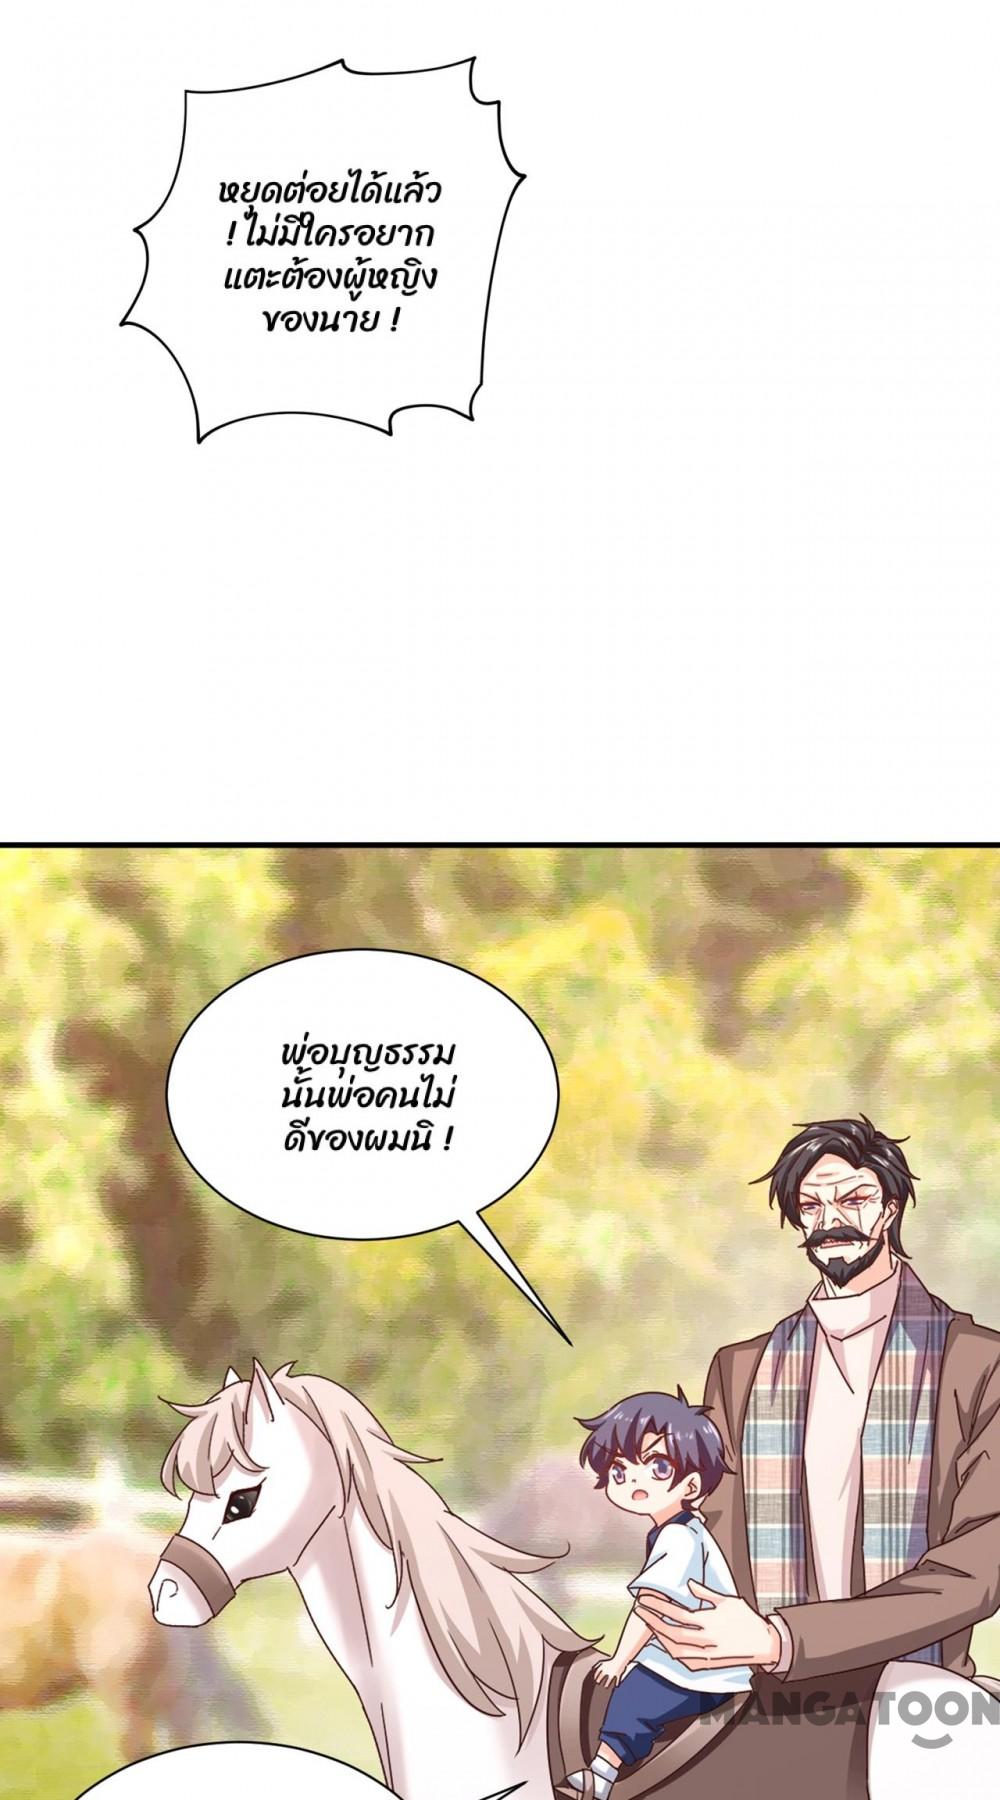 หยุดต่อยได้แล้ว
! ไม่มีใครอยาก
แตะต้องผู้หญิง
ของนาย !
พ่อบุญธรรม
นั้นพ่อคนไม่
ดีของผมนิ !
MANGATOON